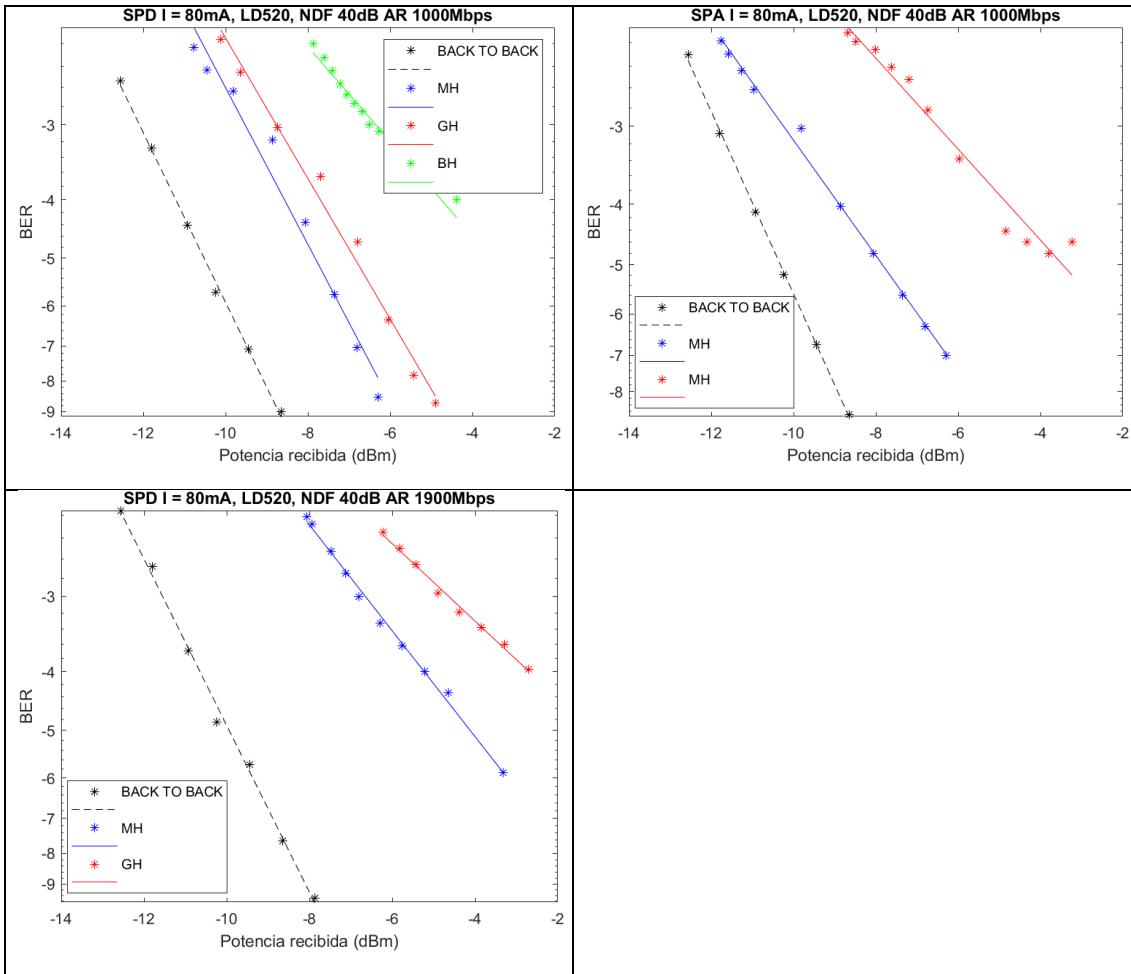 SPD I = 80mA, LD520, NDF 40dB AR 1000Mbps
BER
-3
-4
-5
-6
-7
-8
-9
BACK TO BACK
MH
GH
BH
-14
-12
-10
-8
-6
-4
-2
Potencia recibida (dBm)
SPA I = 80mA, LD520, NDF 40dB AR 1000Mbps
BER
-3
-4
-5
-6
-7
-8
BACK TO BACK
MH
MH
-14
-12
-10
-8
-6
-4
-2
Potencia recibida (dBm)
SPD I = 80mA, LD520, NDF 40dB AR 1900Mbps
BER
-3
-4
-5
-6
-7
-8
-9
BACK TO BACK
MH
GH
-14
-12
-10
-8
-6
-4
-2
Potencia recibida (dBm)